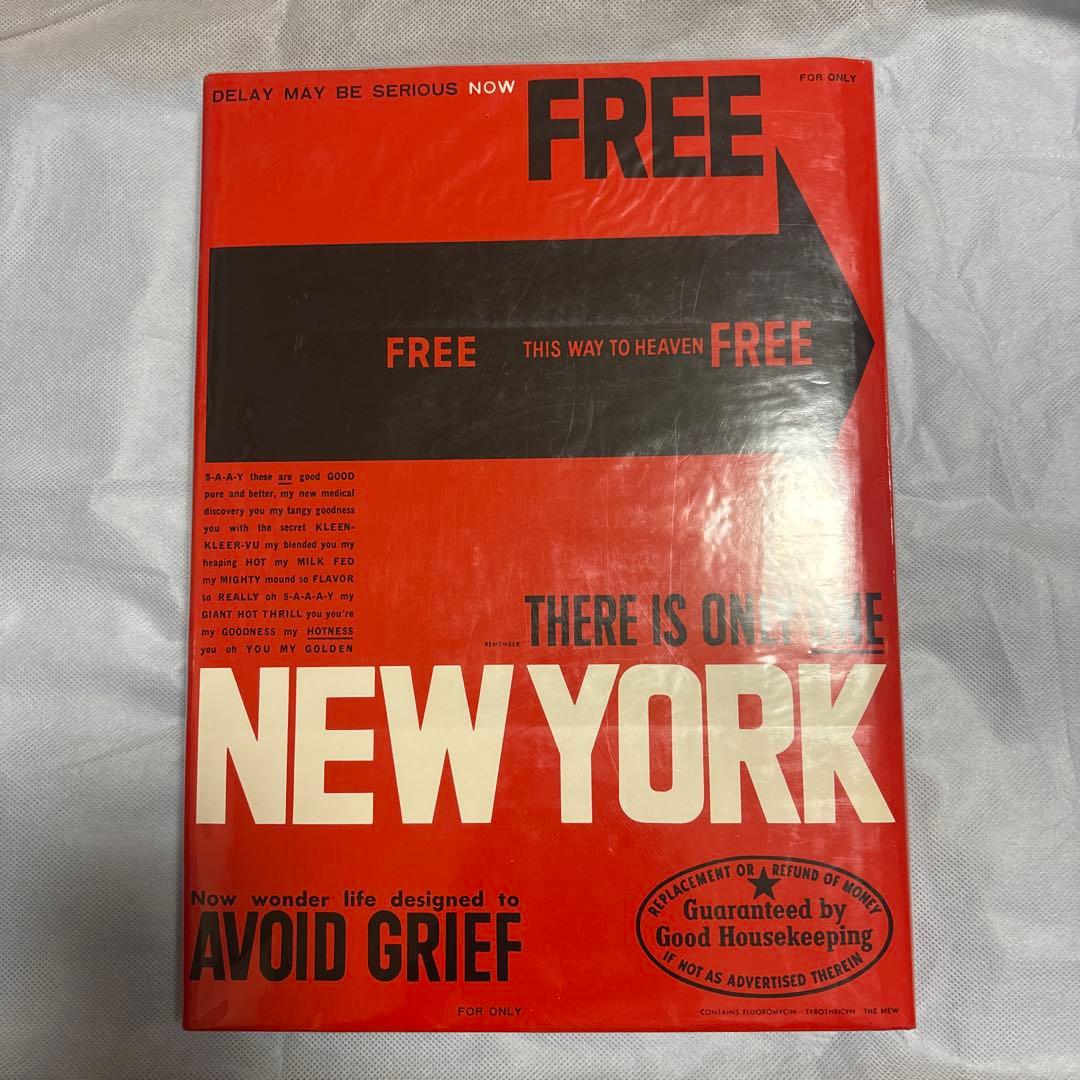 DELAY MAY BE SERIOUS NOW FREE FOR ONLY
FREE THIS WAY TO HEAVEN FREE
S-A-A-Y these are good GOOD
pure and better, my new medical
discovery you my tangy goodness
you with the secret KLEEN-
KLEER-VU my blended you my
heaping HOT my MILK FED
my MIGHTY mound so FLAVOR
so REALLY oh S-A-A-A-Y my
GIANT HOT THRILL you you're
my GOODNESS my HOTNESS
you oh YOU MY GOLDEN
REMEMBER THERE IS ONLY ONE
NEW YORK
Now wonder life designed to
AVOID GRIEF
FOR ONLY
REPLACEMENT OR REFUND OF MONEY
Guaranteed by
Good Housekeeping
IF NOT AS ADVERTISED THEREIN
CONTAINS FLUOROMYCIN TYROTHRICYN THE NEW